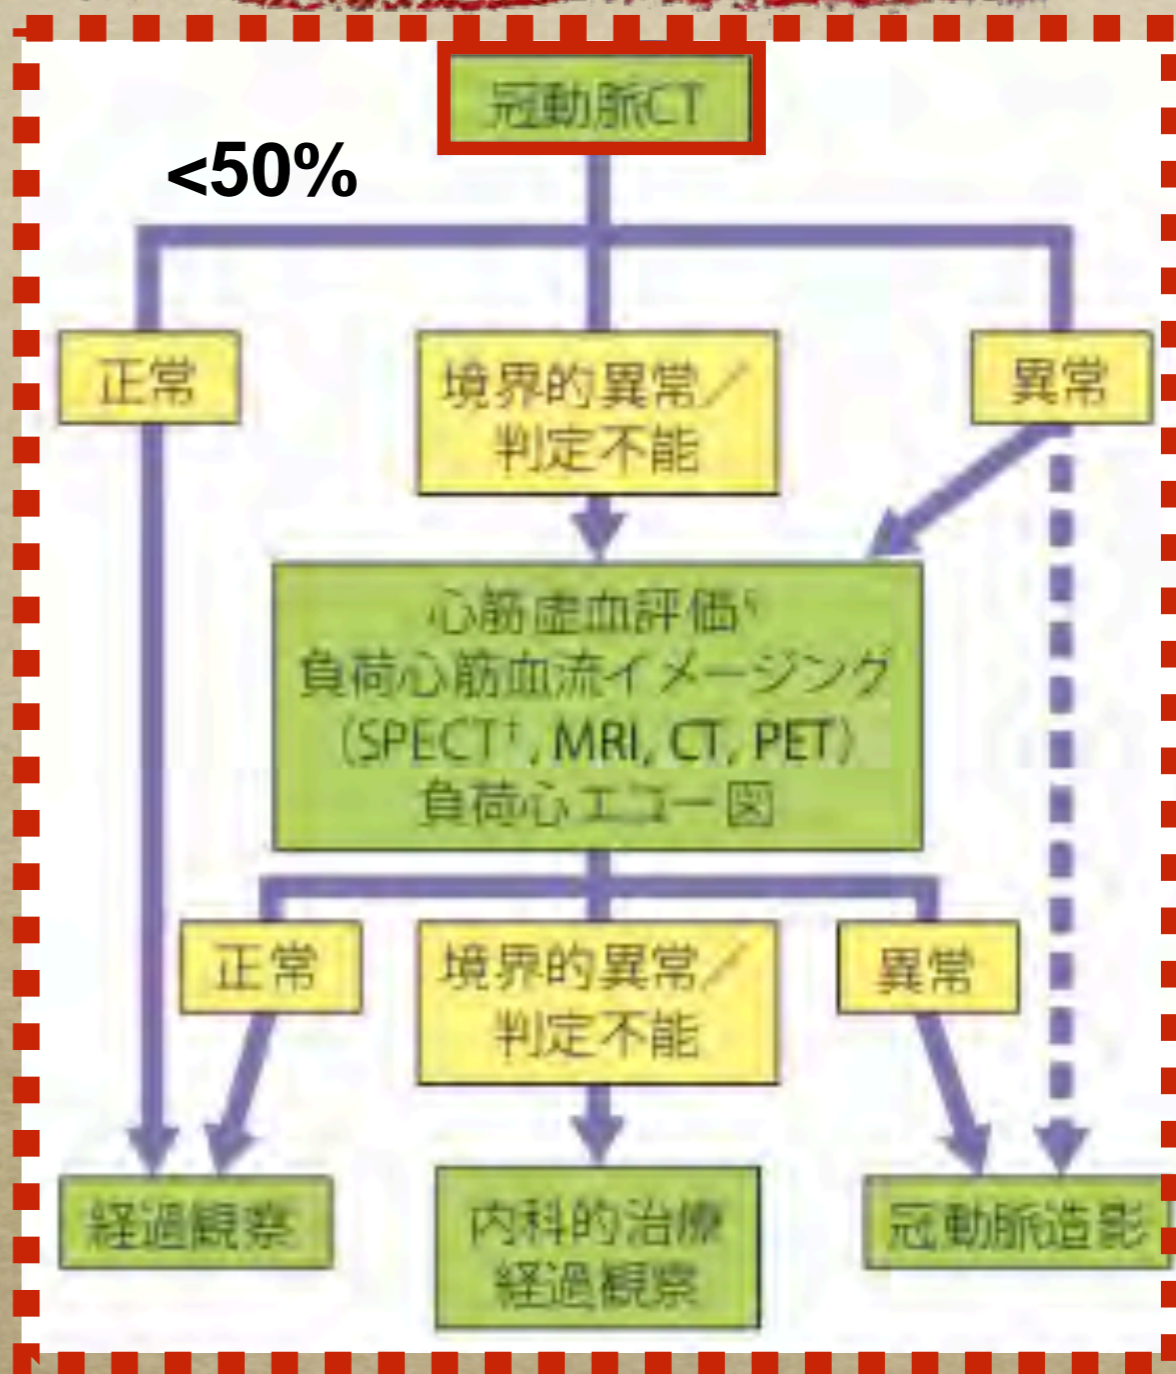 冠動脈CT
<50%
正常
境界的異常／
判定不能
異常
心筋虚血評価§
負荷心筋血流イメージング
(SPECT†, MRI, CT, PET)
負荷心エコー図
正常
境界的異常／
判定不能
異常
経過観察
内科的治療
経過観察
冠動脈造影